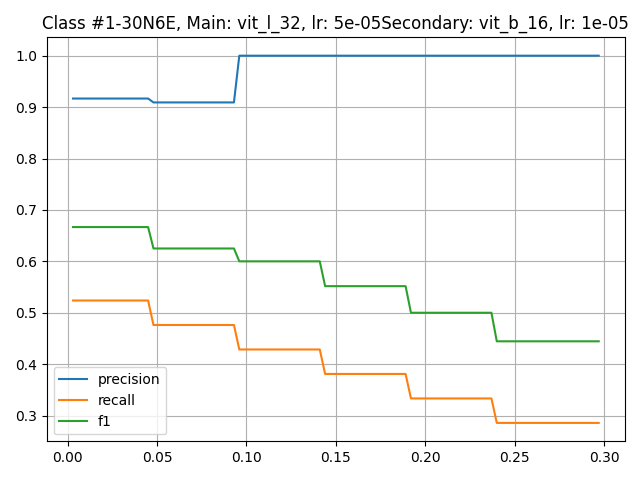 Class #1-30N6E, Main: vit_l_32, lr: 5e-05Secondary: vit_b_16, lr: 1e-05
1.0
0.9
0.8
0.7
0.6
0.5
0.4
0.3
precision
recall
f1
0.00 0.05 0.10 0.15 0.20 0.25 0.30